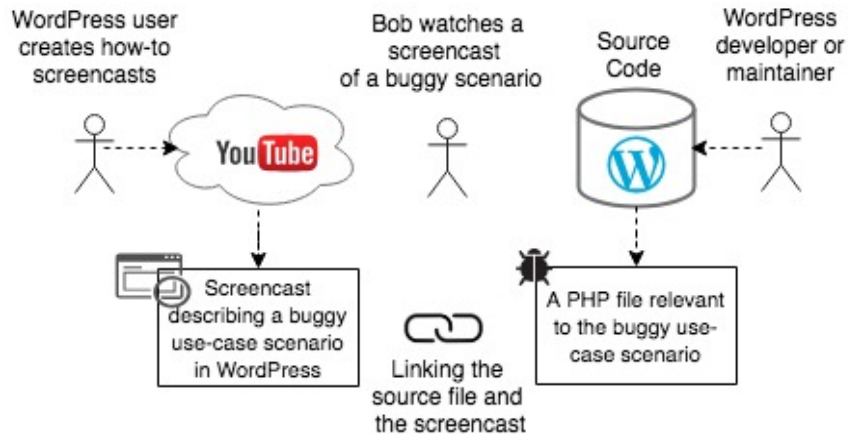 WordPress user
creates how-to
screencasts
Bob watches a
screencast
of a buggy scenario
Source
Code
WordPress
developer or
maintainer
YouTube
W
Screencast
describing a buggy
use-case scenario
in WordPress
Linking the
source file and
the screencast
A PHP file relevant
to the buggy use-
case scenario